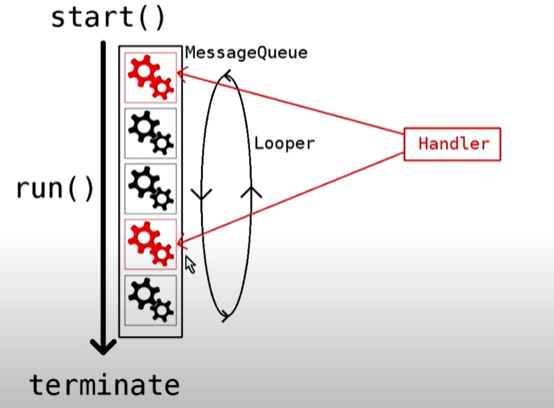 start()
MessageQueue
Looper
Handler
run()
terminate